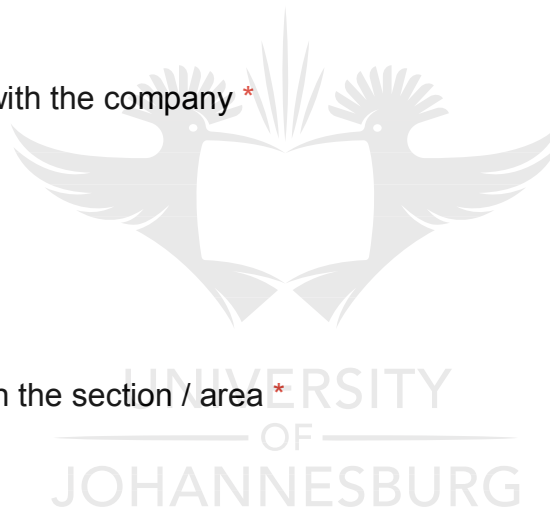 with the company *
n the section / area *
UNIVERSITY
OF
JOHANNESBURG